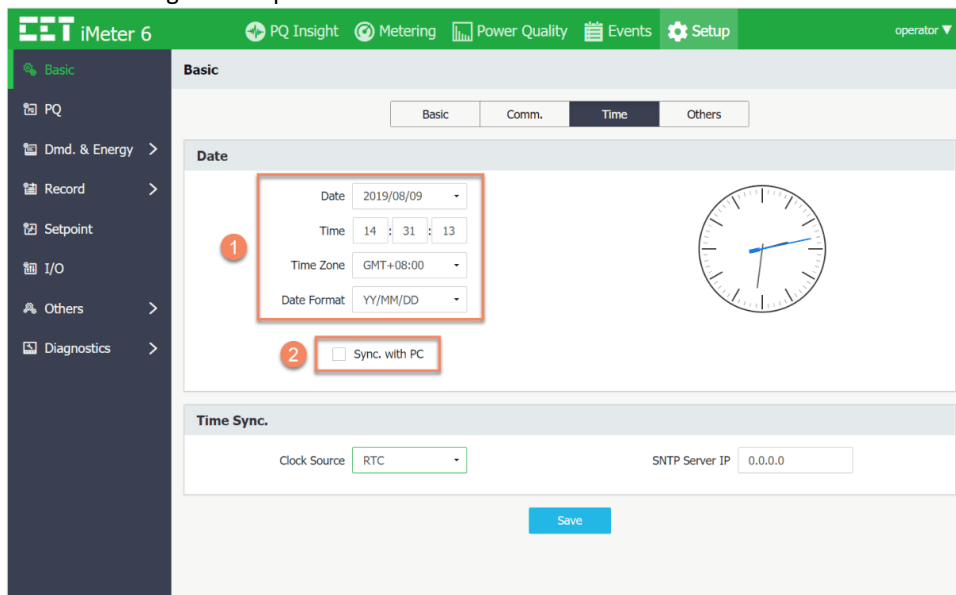 CET iMeter 6
PQ Insight Metering Power Quality Events Setup operator ▼
Basic
PQ
Dmd. & Energy >
Record >
Setpoint
I/O
Others >
Diagnostics >
Basic
Basic Comm. Time Others
Date
1
Date 2019/08/09
Time 14 : 31 : 13
Time Zone GMT+08:00
Date Format YY/MM/DD
2 Sync. with PC
Time Sync.
Clock Source RTC SNTP Server IP 0.0.0.0
Save